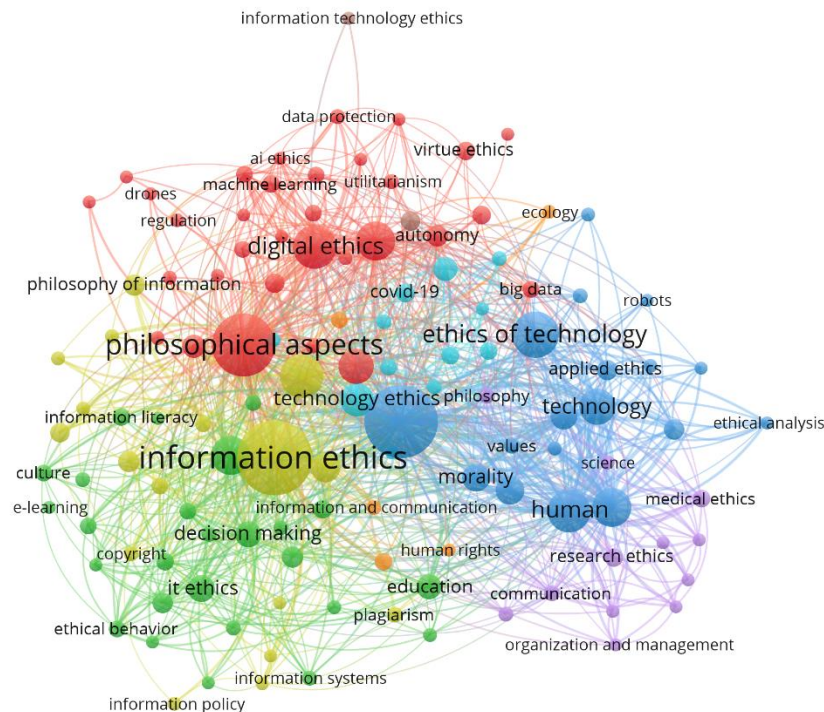 information technology ethics
data protection
virtue ethics
ai ethics
machine learning
utilitarianism
drones
regulation
ecology
digital ethics
autonomy
philosophy of information
covid-19
big data
robots
ethics of technology
philosophical aspects
applied ethics
technology ethics
philosophy
technology
information literacy
ethical analysis
values
information ethics
science
culture
morality
medical ethics
e-learning
information and communication
human
decision making
copyright
human rights
research ethics
it ethics
education
communication
plagiarism
ethical behavior
organization and management
information systems
information policy